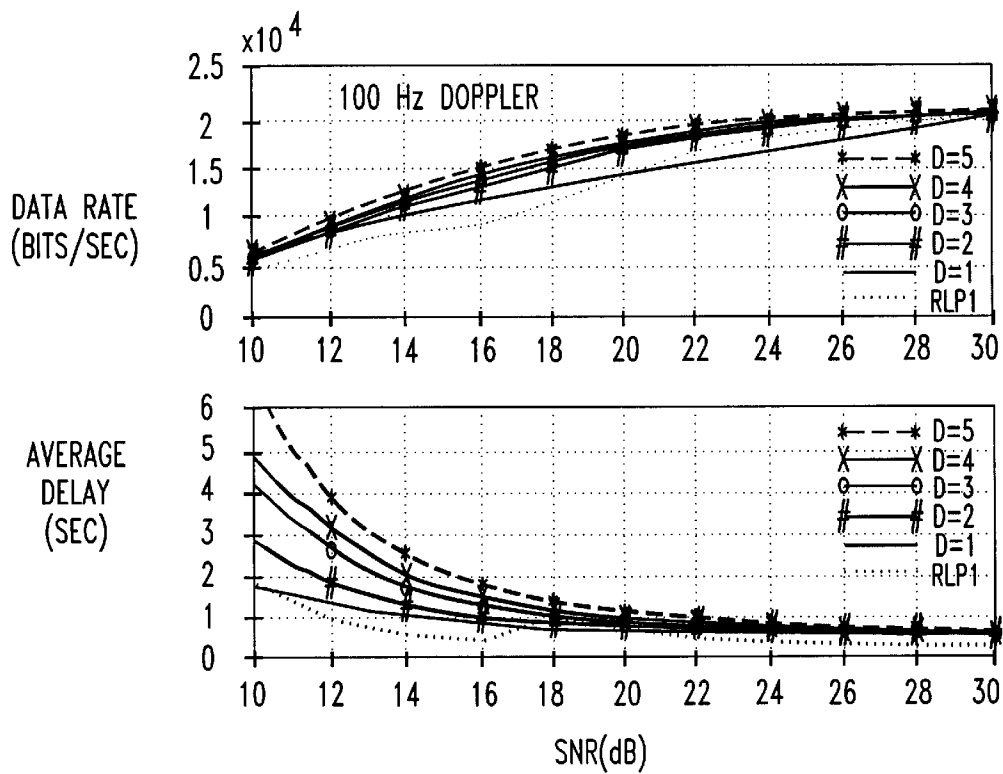 x10 4
2.5
2
1.5
1
0.5
0
100 Hz DOPPLER
DATA RATE
(BITS/SEC)
D=5
D=4
D=3
D=2
D=1
RLP1
10 12 14 16 18 20 22 24 26 28 30
6
5
4
3
2
1
0
AVERAGE
DELAY
(SEC)
D=5
D=4
D=3
D=2
D=1
RLP1
10 12 14 16 18 20 22 24 26 28 30
SNR(dB)